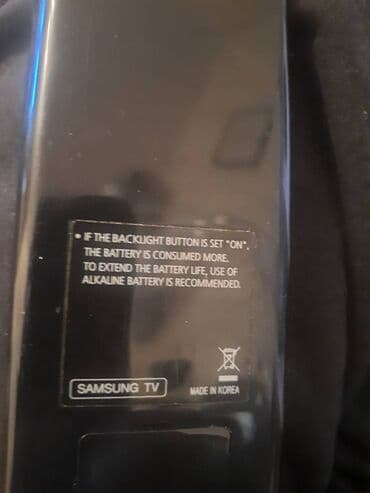 • IF THE BACKLIGHT BUTTON IS SET "ON",
THE BATTERY IS CONSUMED MORE.
TO EXTEND THE BATTERY LIFE, USE OF
ALKALINE BATTERY IS RECOMMENDED.
SAMSUNG TV
MADE IN KOREA